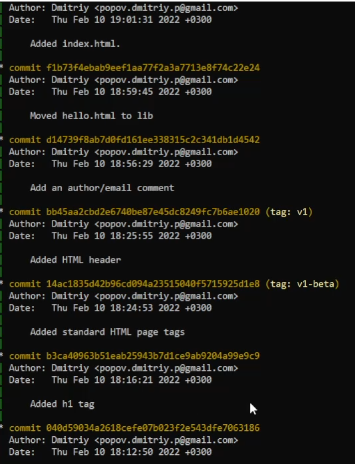 Author: Dmitriy <popov.dmitriy.p@gmail.com>
Date: Thu Feb 10 19:01:31 2022 +0300
Added index.html.
* commit f1b73f4ebab9eef1aa77f2a3a7713e8f74c22e24
Author: Dmitriy <popov.dmitriy.p@gmail.com>
Date: Thu Feb 10 18:59:45 2022 +0300
Moved hello.html to lib
* commit d14739f8ab7d0fd161ee338315c2c341db1d4542
Author: Dmitriy <popov.dmitriy.p@gmail.com>
Date: Thu Feb 10 18:56:29 2022 +0300
Add an author/email comment
* commit bb45aa2cbd2e6740be87e45dc8249fc7b6ae1020 (tag: v1)
Author: Dmitriy <popov.dmitriy.p@gmail.com>
Date: Thu Feb 10 18:25:55 2022 +0300
Added HTML header
* commit 14ac1835d42b96cd094a23515040f5715925d1e8 (tag: v1-beta)
Author: Dmitriy <popov.dmitriy.p@gmail.com>
Date: Thu Feb 10 18:24:53 2022 +0300
Added standard HTML page tags
* commit b3ca40963b51eab25943b7d1ce9ab9204a99e9c9
Author: Dmitriy <popov.dmitriy.p@gmail.com>
Date: Thu Feb 10 18:16:21 2022 +0300
Added h1 tag
* commit 040d59034a2618cefe07b023f2e543dfe7063186
Author: Dmitriy <popov.dmitriy.p@gmail.com>
Date: Thu Feb 10 18:12:50 2022 +0300